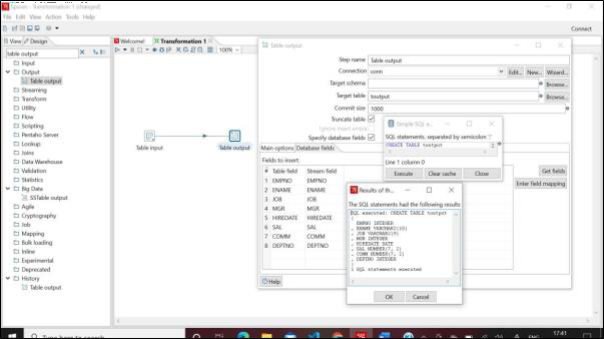 Spoon - Transformation 1 (changed)
File Edit View Action Tools Help
Connect
View Design
Welcome!
Transformation 1
100%
table output
Input
Output
Table output
Streaming
Transform
Utility
Flow
Scripting
Pentaho Server
Lookup
Joins
Data Warehouse
Validation
Statistics
Big Data
SSTable output
Agile
Cryptography
Job
Mapping
Bulk loading
Inline
Experimental
Deprecated
History
Table output
Table input
Table output
Table output
Step name Table output
Connection conn Edit... New... Wizard...
Target schema Browse...
Target table toutput Browse...
Commit size 1000
Truncate table
Ignore insert errors
Specify database fields
Main options Database fields
Fields to insert:
# Table field Stream field
1 EMPNO EMPNO
2 ENAME ENAME
3 JOB JOB
4 MGR MGR
5 HIREDATE HIREDATE
6 SAL SAL
7 COMM COMM
8 DEPTNO DEPTNO
Get fields
Enter field mapping
Help
Simple SQL
SQL statements, separated by semicolon ';'
CREATE TABLE toutput
Line 1 column 0
Execute Clear cache Close
Results of th...
The SQL statements had the following results
SQL executed: CREATE TABLE toutput
(
EMPNO INTEGER
, ENAME VARCHAR2(10)
, JOB VARCHAR2(9)
, MGR INTEGER
, HIREDATE DATE
, SAL NUMBER(7, 2)
, COMM NUMBER(7, 2)
, DEPTNO INTEGER
)
1 SQL statements executed
OK Cancel
Type here to search
ENG
17:41